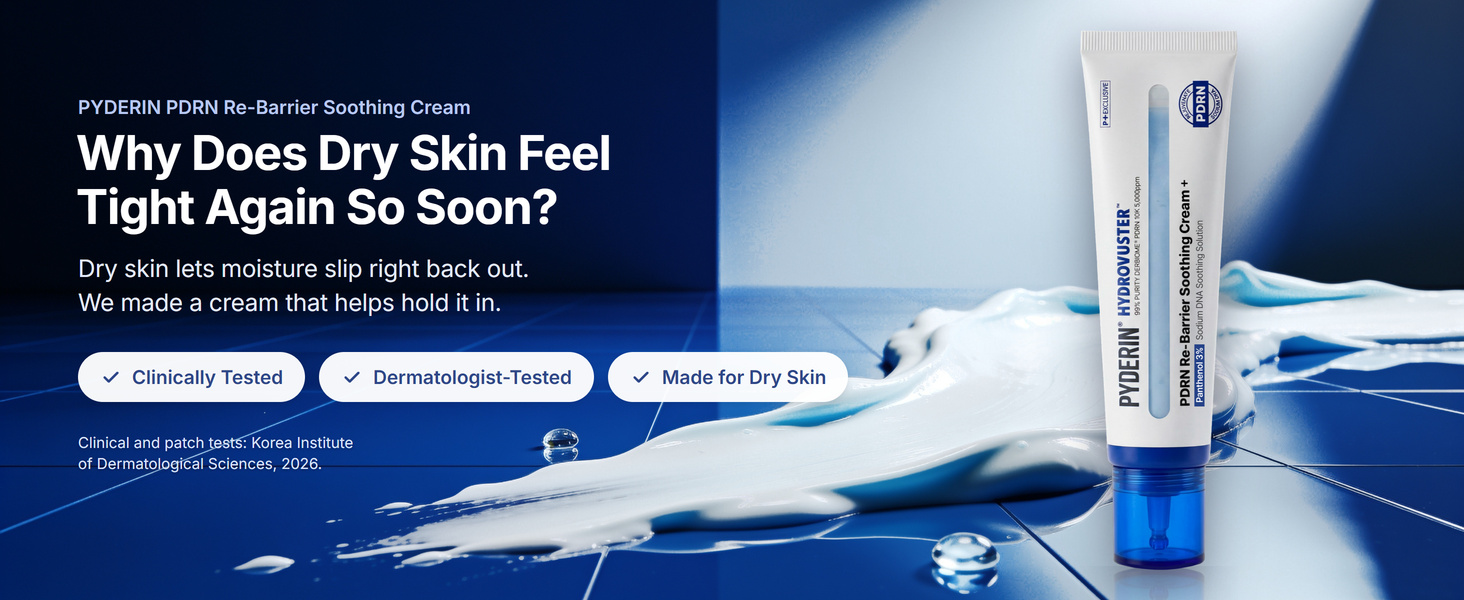 PYDERIN PDRN Re-Barrier Soothing Cream
Why Does Dry Skin Feel
Tight Again So Soon?
Dry skin lets moisture slip right back out.
We made a cream that helps hold it in.
Clinically Tested
Dermatologist-Tested
Made for Dry Skin
Clinical and patch tests: Korea Institute
of Dermatological Sciences, 2026.
P+EXCLUSIVE
PDRN
PYDERIN® HYDROVUSTER™
99% PURITY DERBIOME® PDRN 10K 5,000ppm
PDRN Re-Barrier Soothing Cream +
Panthenol 3% Sodium DNA Soothing Solution